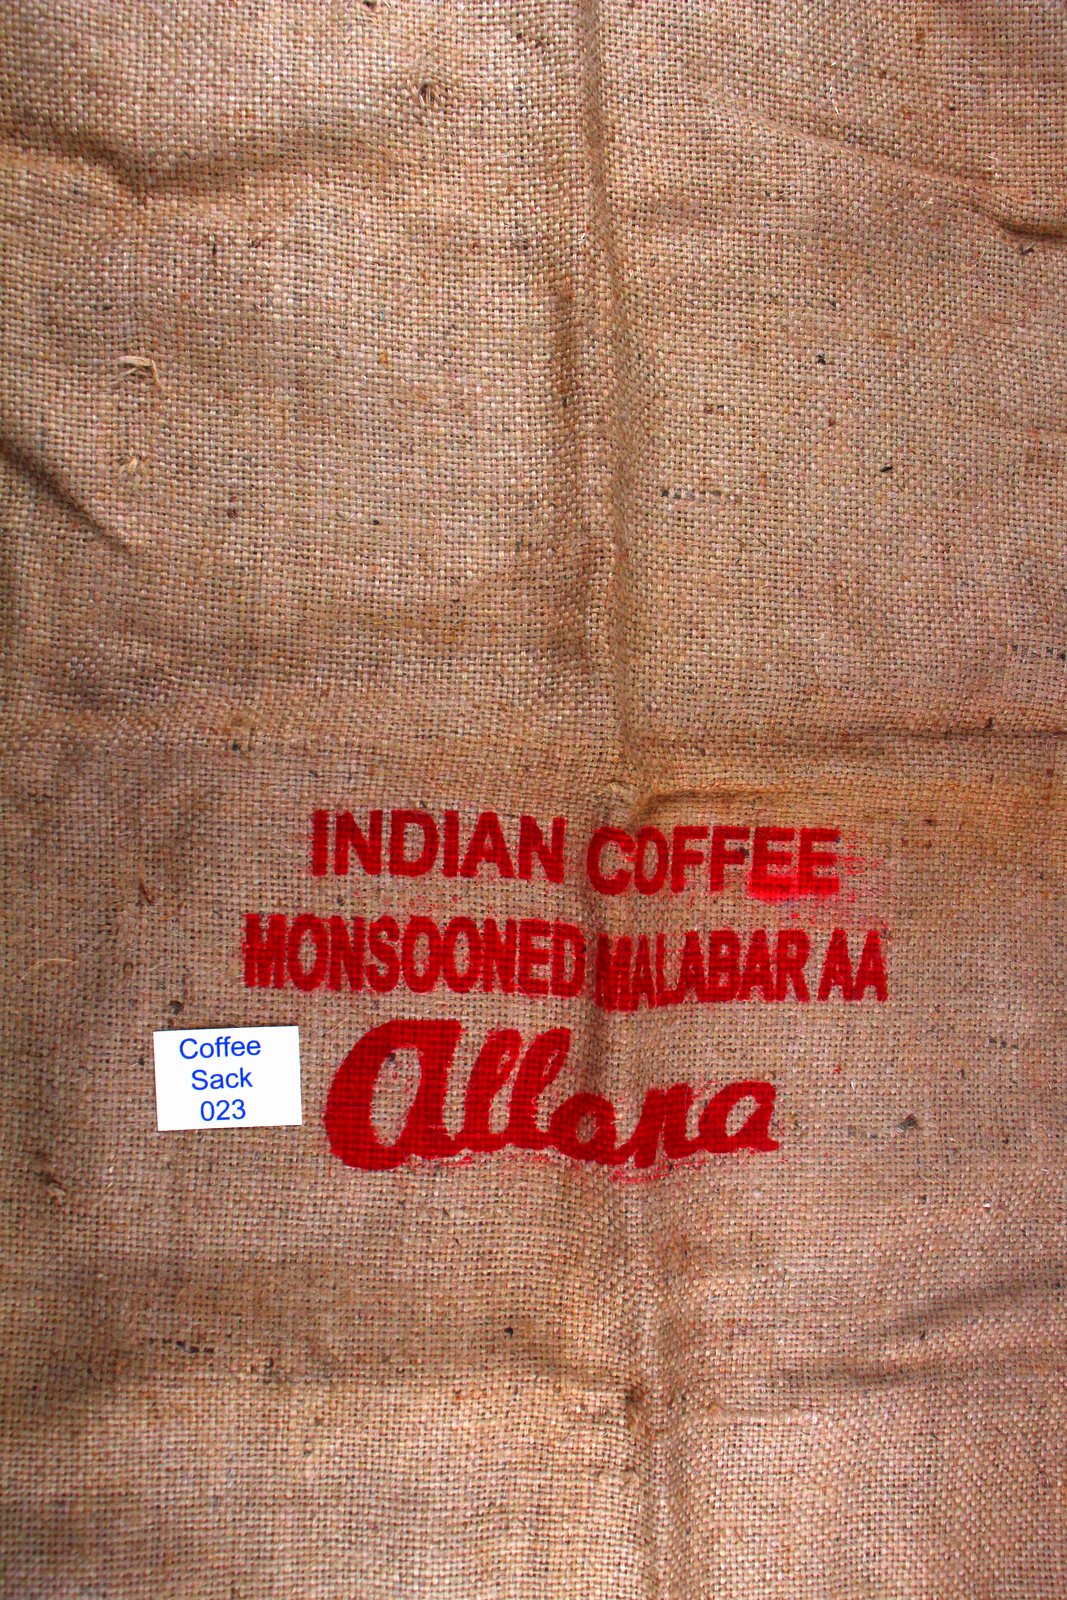 INDIAN COFFEE
MONSOONED MALABAR AA
allana
Coffee
Sack
023